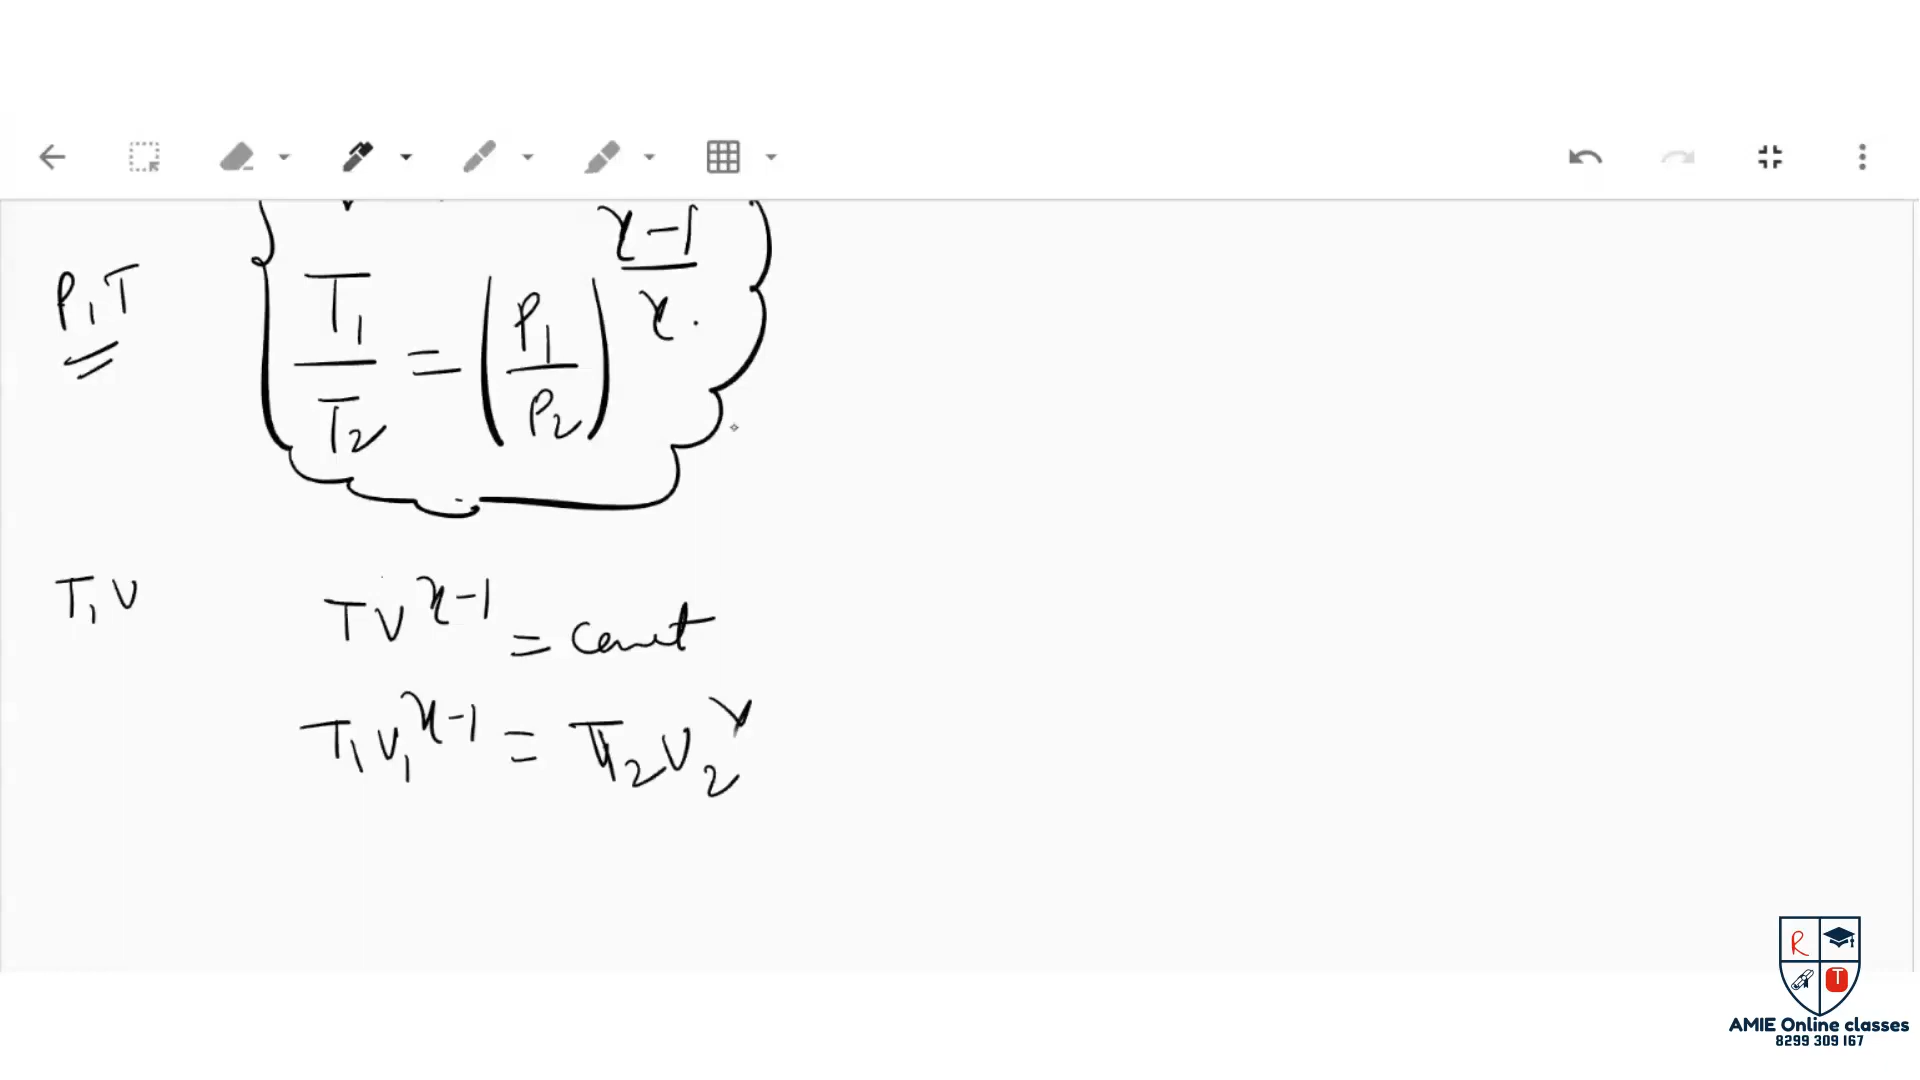 P, T
T₁/T₂ = (P₁/P₂)^(γ-1)/γ.
T, V
TV^γ-1 = const
T₁V₁^γ-1 = T₂V₂^γ
R
T
AMIE Online classes
8299 309 167